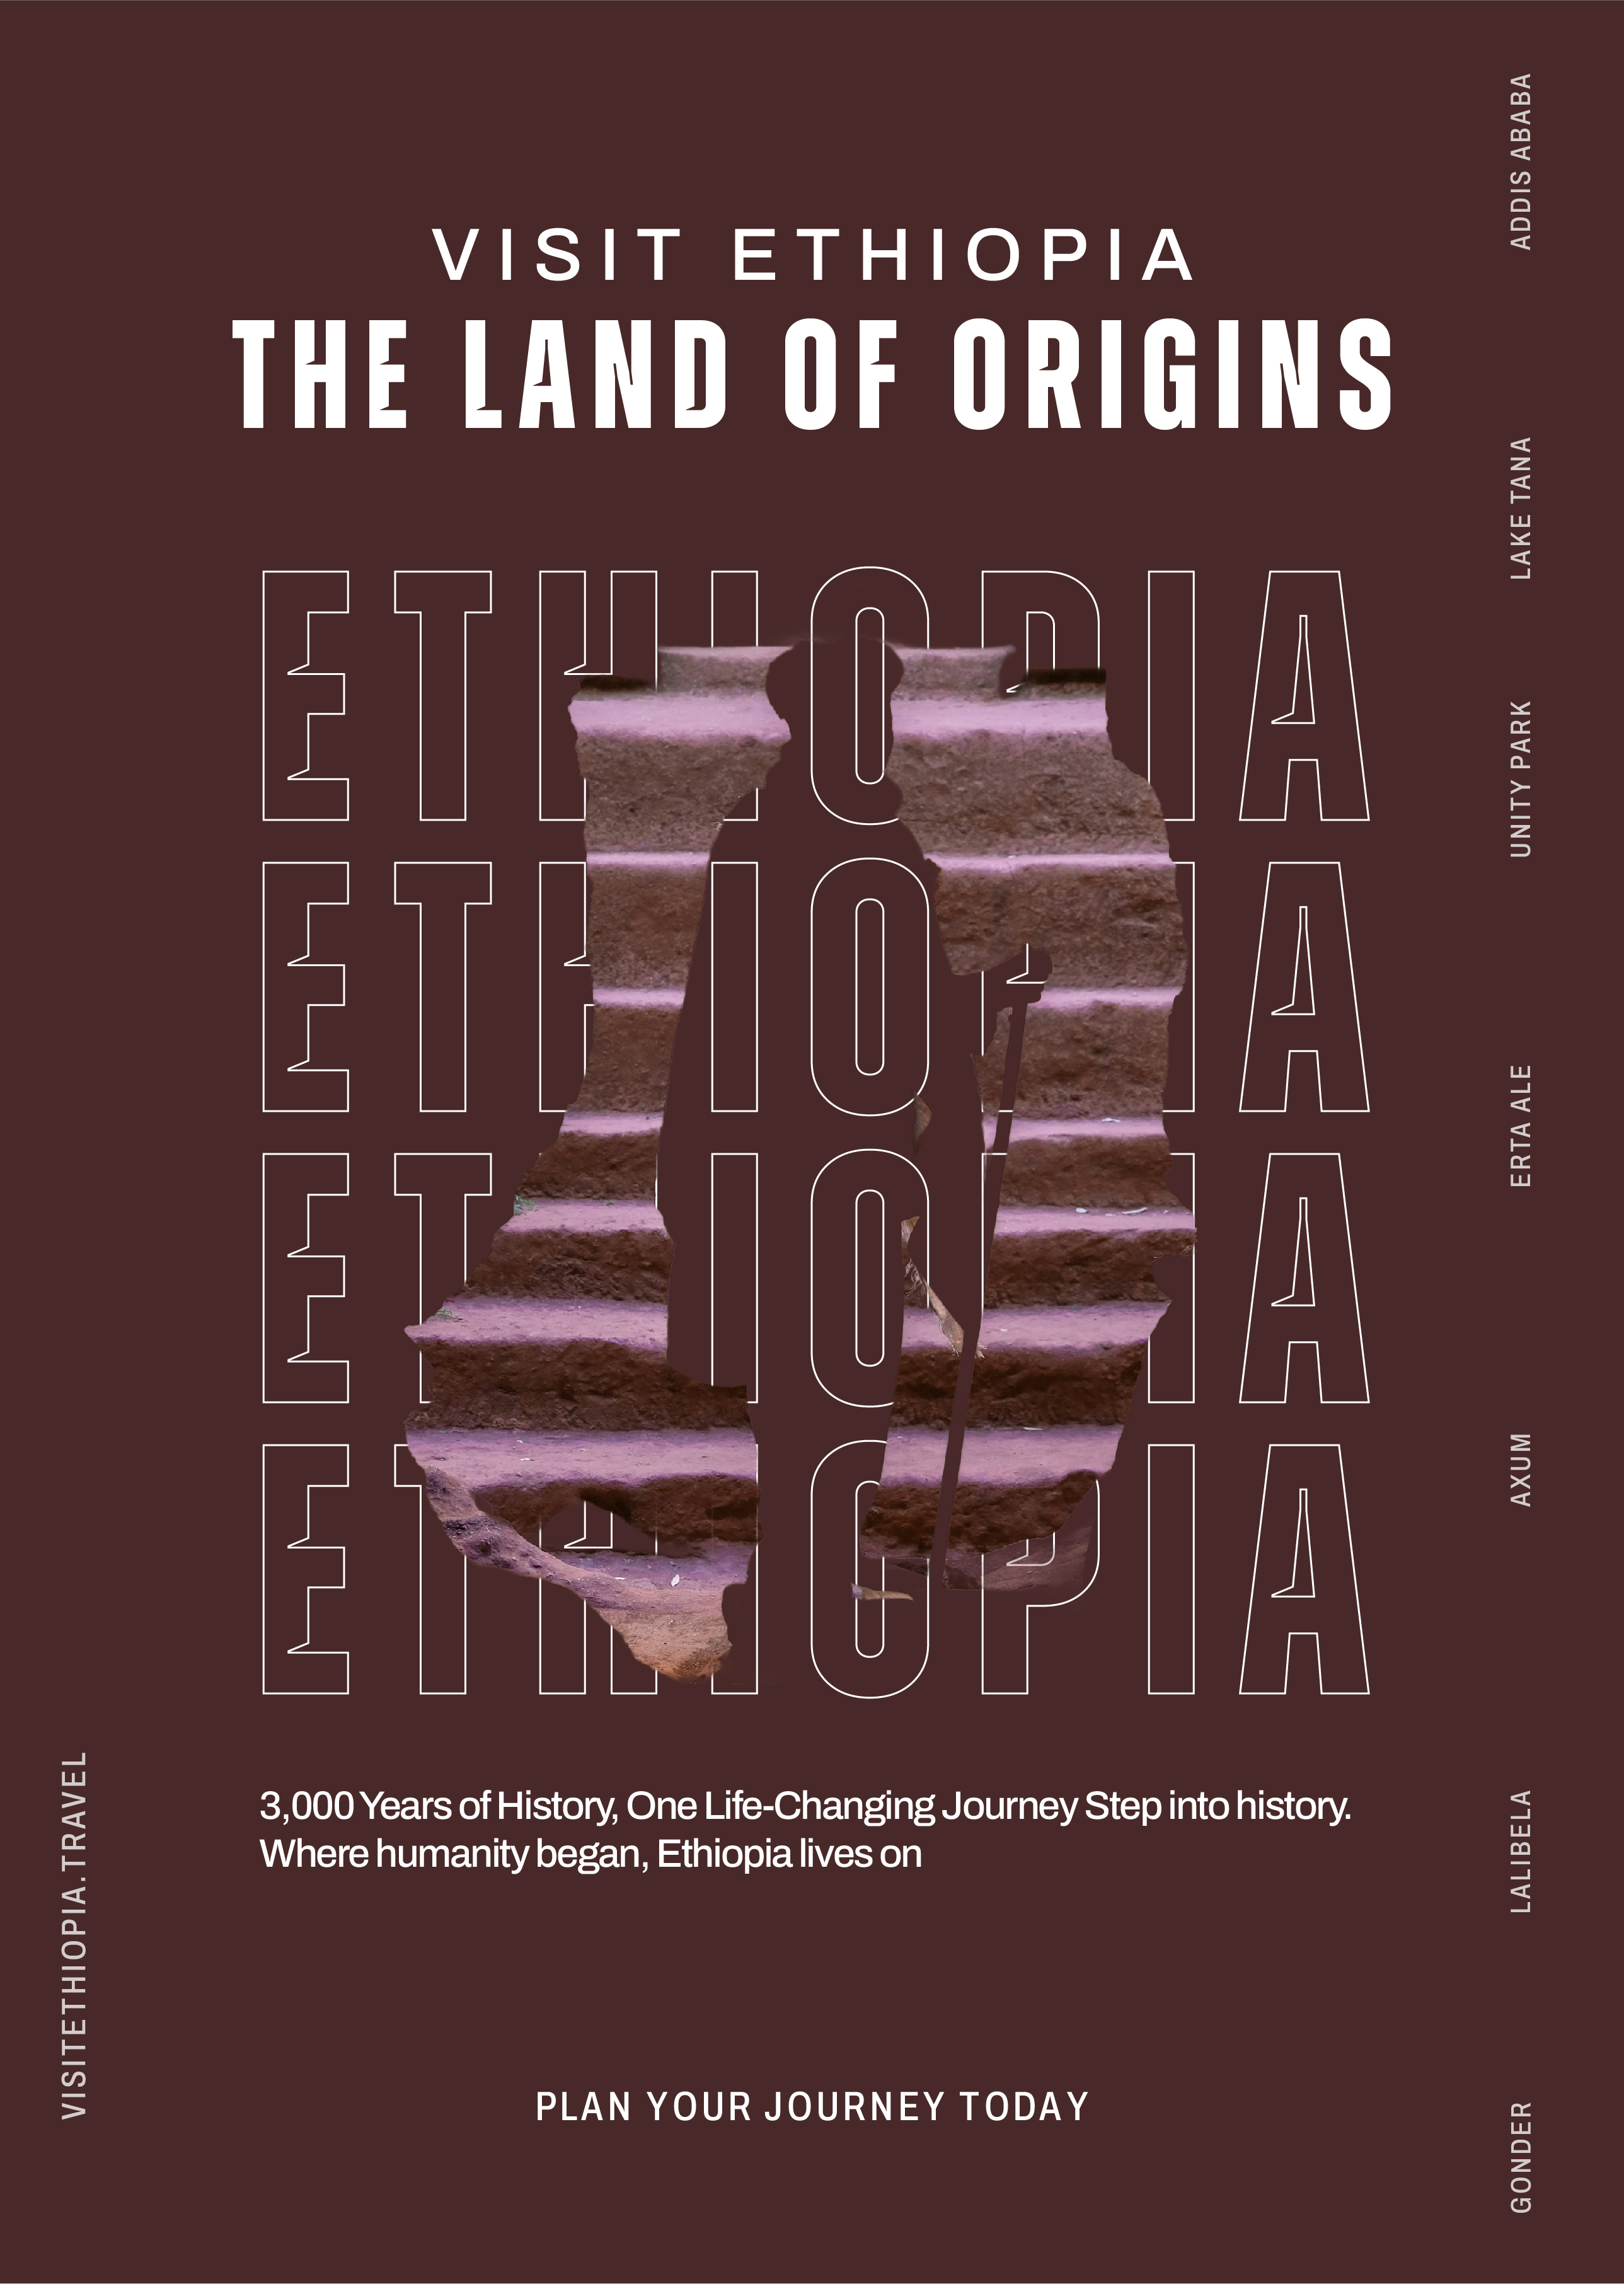 VISIT ETHIOPIA
THE LAND OF ORIGINS
ETHIOPIA
ETHIOPIA
ETHIOPIA
ETHIOPIA
3,000 Years of History, One Life-Changing Journey Step into history.
Where humanity began, Ethiopia lives on
PLAN YOUR JOURNEY TODAY
VISITETHIOPIA.TRAVEL
ADDIS ABABA
LAKE TANA
UNITY PARK
ERTA ALE
AXUM
LALIBELA
GONDER